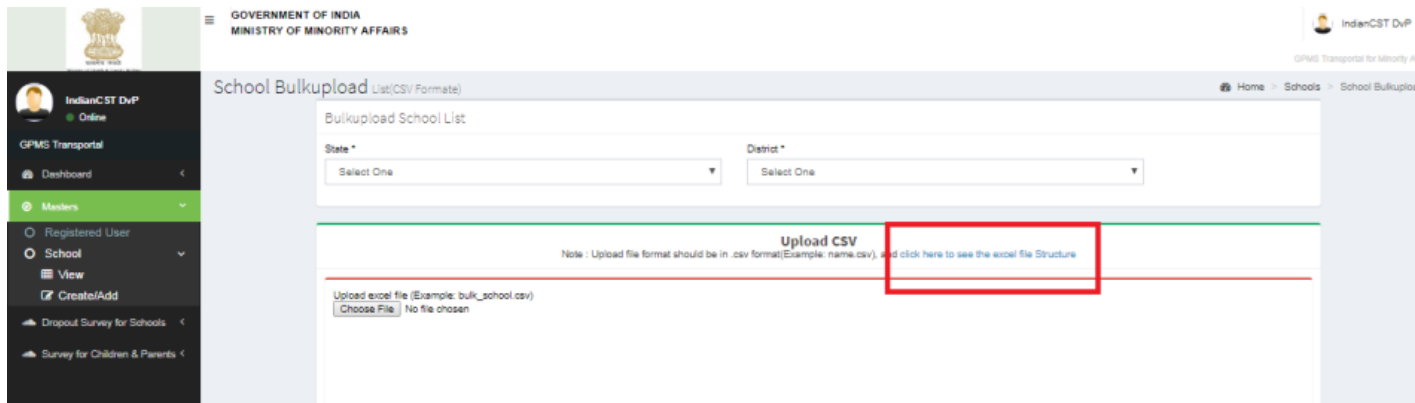 GOVERNMENT OF INDIA
MINISTRY OF MINORITY AFFAIRS
IndianCST DvP
GPMS Transportal for Minority A
IndianCST DvP
Online
GPMS Transportal
Dashboard
Masters
Registered User
School
View
Create/Add
Dropout Survey for Schools
Survey for Children & Parents
School Bulkupload List(CSV Formate)
Home > Schools > School Bulkuploa
Bulkupload School List
State *
District *
Select One
Select One
Upload CSV
Note : Upload file format should be in .csv format(Example: name.csv), and click here to see the excel file Structure
Upload excel file (Example: bulk_school.csv)
Choose File No file chosen